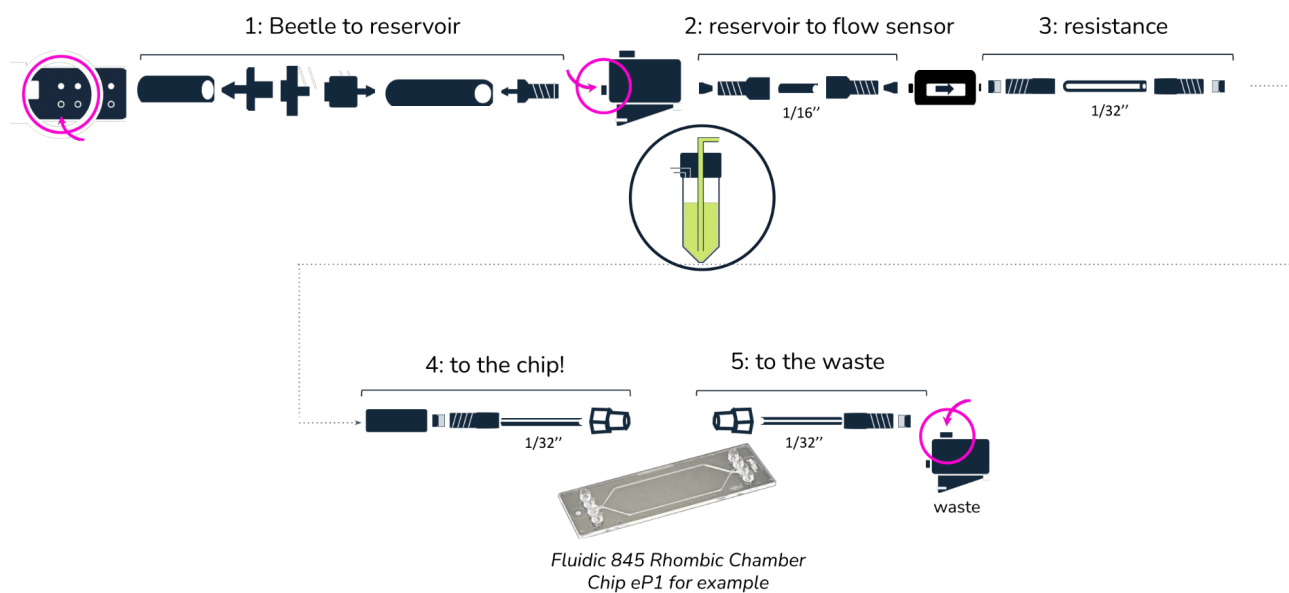 1: Beetle to reservoir
2: reservoir to flow sensor
3: resistance
1/16’’
1/32’’
4: to the chip!
5: to the waste
1/32’’
1/32’’
waste
Fluidic 845 Rhombic Chamber
Chip eP1 for example